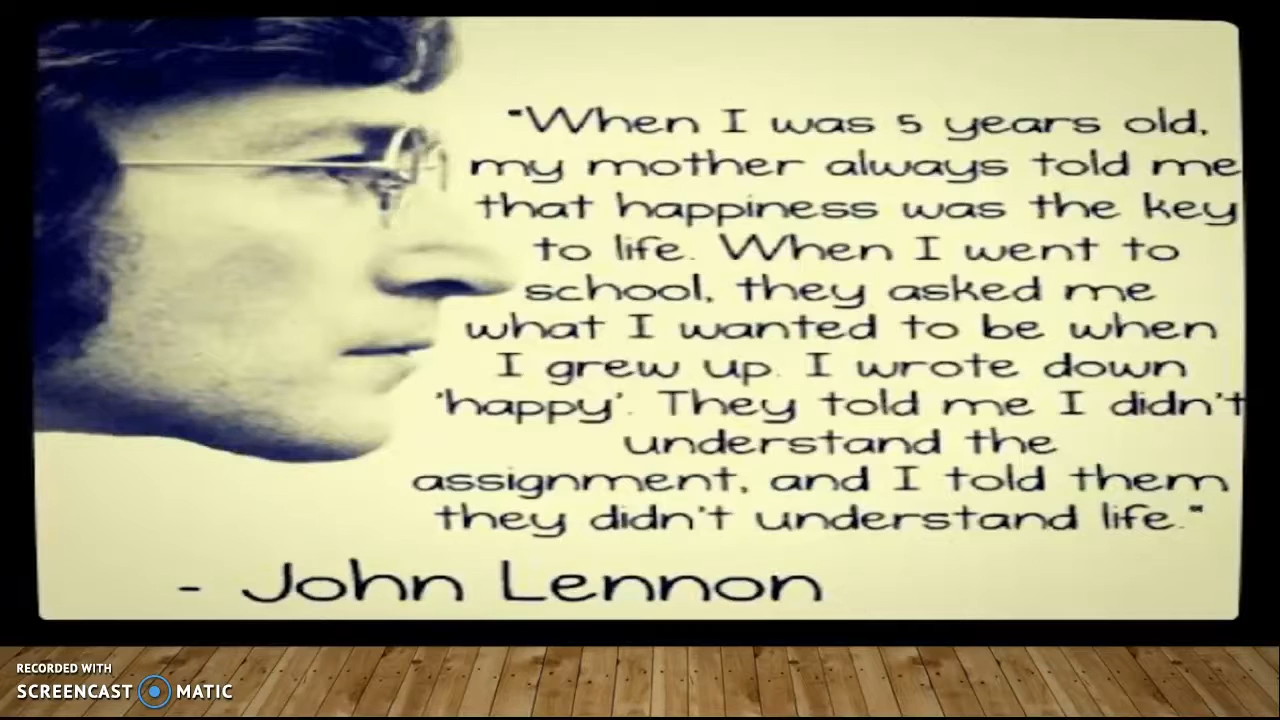 "When I was 5 years old,
my mother always told me
that happiness was the key
to life. When I went to
school, they asked me
what I wanted to be when
I grew up. I wrote down
'happy'. They told me I didn't
understand the
assignment, and I told them
they didn't understand life."
- John Lennon
RECORDED WITH
SCREENCAST MATIC